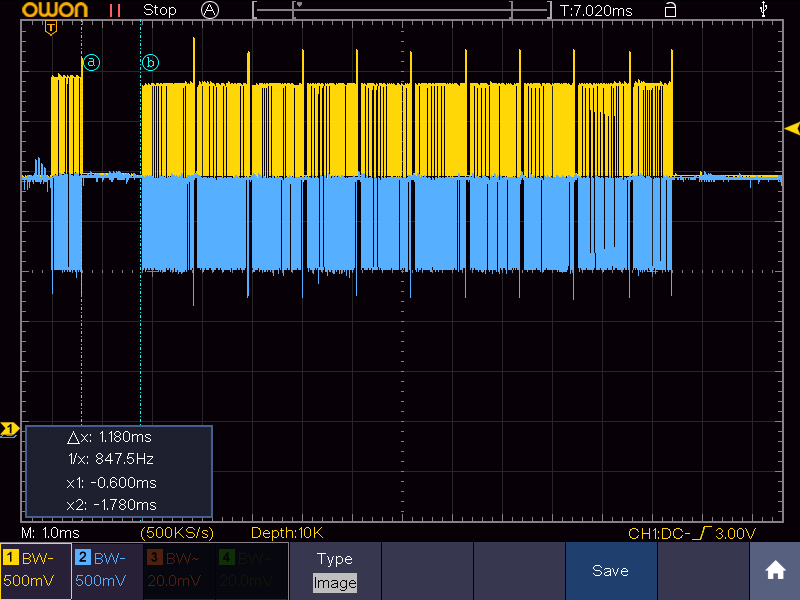 OWON Stop A T:7.020ms
T
a b
1
△x: 1.180ms
1/x: 847.5Hz
x1: -0.600ms
x2: -1.780ms
M: 1.0ms (500KS/s) Depth:10K CH1:DC- 3.00V
1 BW~ 2 BW~ 3 BW~ 4 BW~ Type
500mV 500mV 20.0mV 20.0mV Image
Save